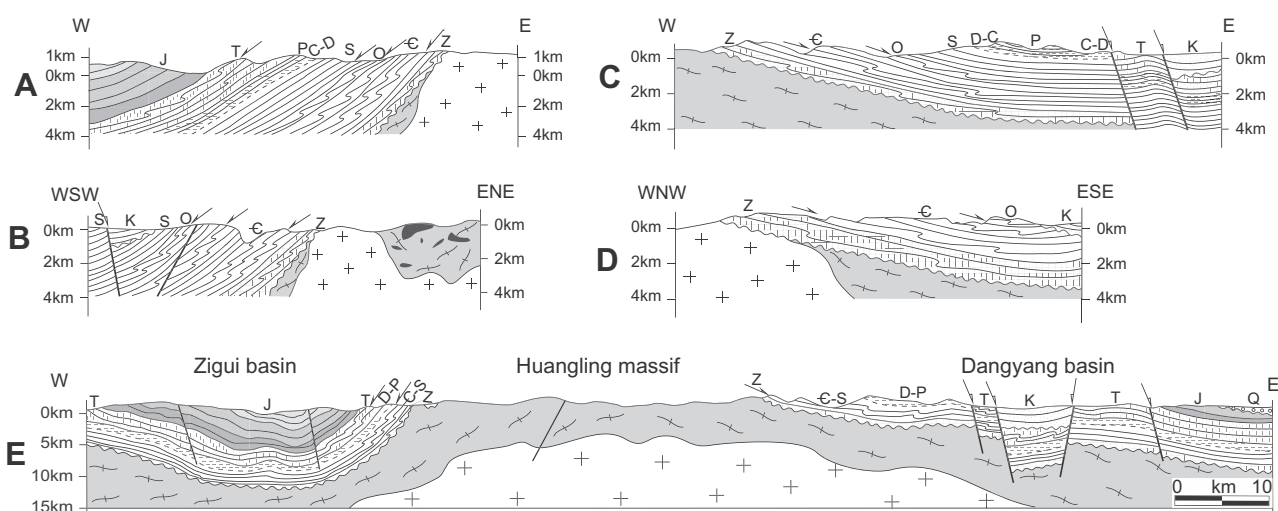 W E
1km J T P C-D S O Ꞓ Z 1km
0km 0km
A
2km 2km
4km 4km
W E
Z Ꞓ O S D-C P C-D T K
0km 0km
C
2km 2km
4km 4km
WSW ENE
S K S O Ꞓ Z
0km 0km
B
2km 2km
4km 4km
WNW ESE
Z Ꞓ O K
0km 0km
D
2km 2km
4km 4km
Zigui basin Huangling massif Dangyang basin
W E
T J T D-P Ꞓ-S Z Z Ꞓ-S D-P T K T J Q
0km
5km
E
10km
15km
0 km 10